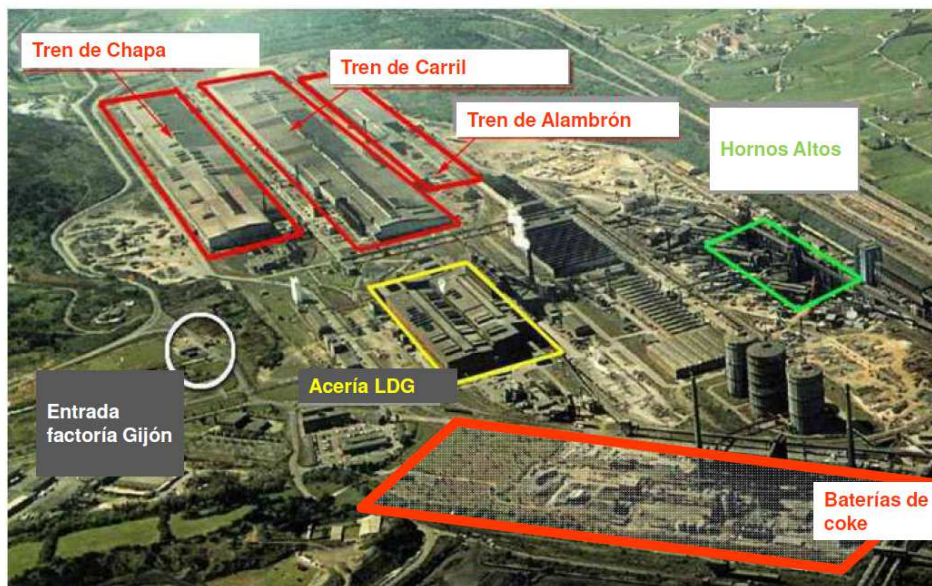 Tren de Chapa
Tren de Carril
Tren de Alambrón
Hornos Altos
Acería LDG
Entrada
factoría Gijón
Baterías de
coke